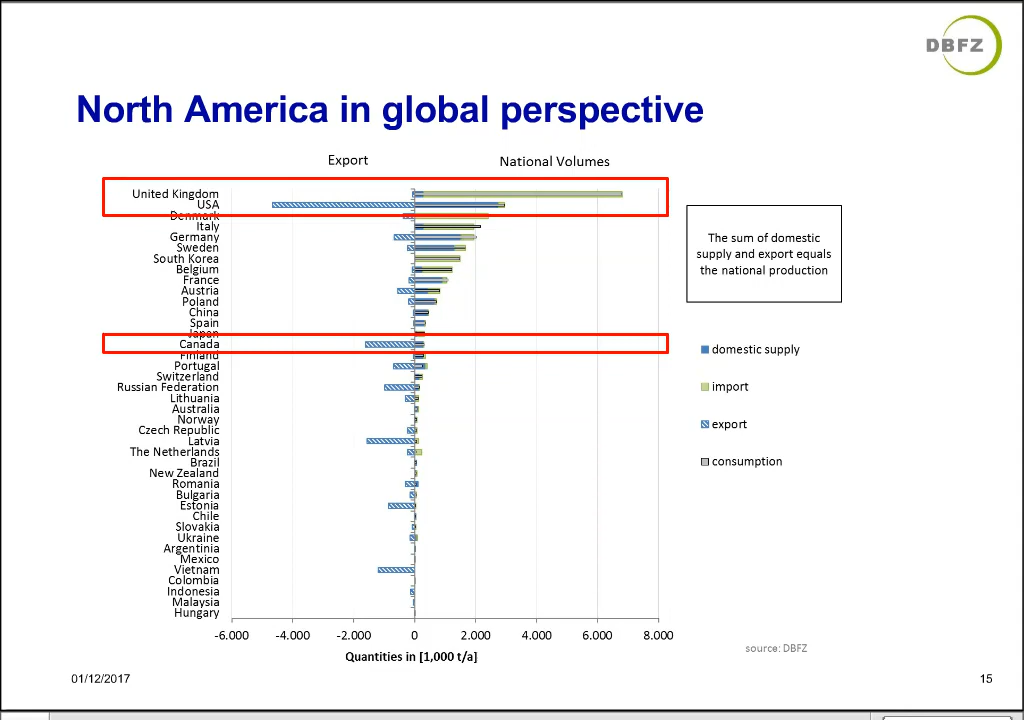 DBFZ
North America in global perspective
Export
National Volumes
United Kingdom
USA
Denmark
Italy
Germany
Sweden
South Korea
Belgium
France
Austria
Poland
China
Spain
Japan
Canada
Finland
Portugal
Switzerland
Russian Federation
Lithuania
Australia
Norway
Czech Republic
Latvia
The Netherlands
Brazil
New Zealand
Romania
Bulgaria
Estonia
Chile
Slovakia
Ukraine
Argentinia
Mexico
Vietnam
Colombia
Indonesia
Malaysia
Hungary
-6.000 -4.000 -2.000 0 2.000 4.000 6.000 8.000
Quantities in [1,000 t/a]
The sum of domestic
supply and export equals
the national production
domestic supply
import
export
consumption
source: DBFZ
01/12/2017
15